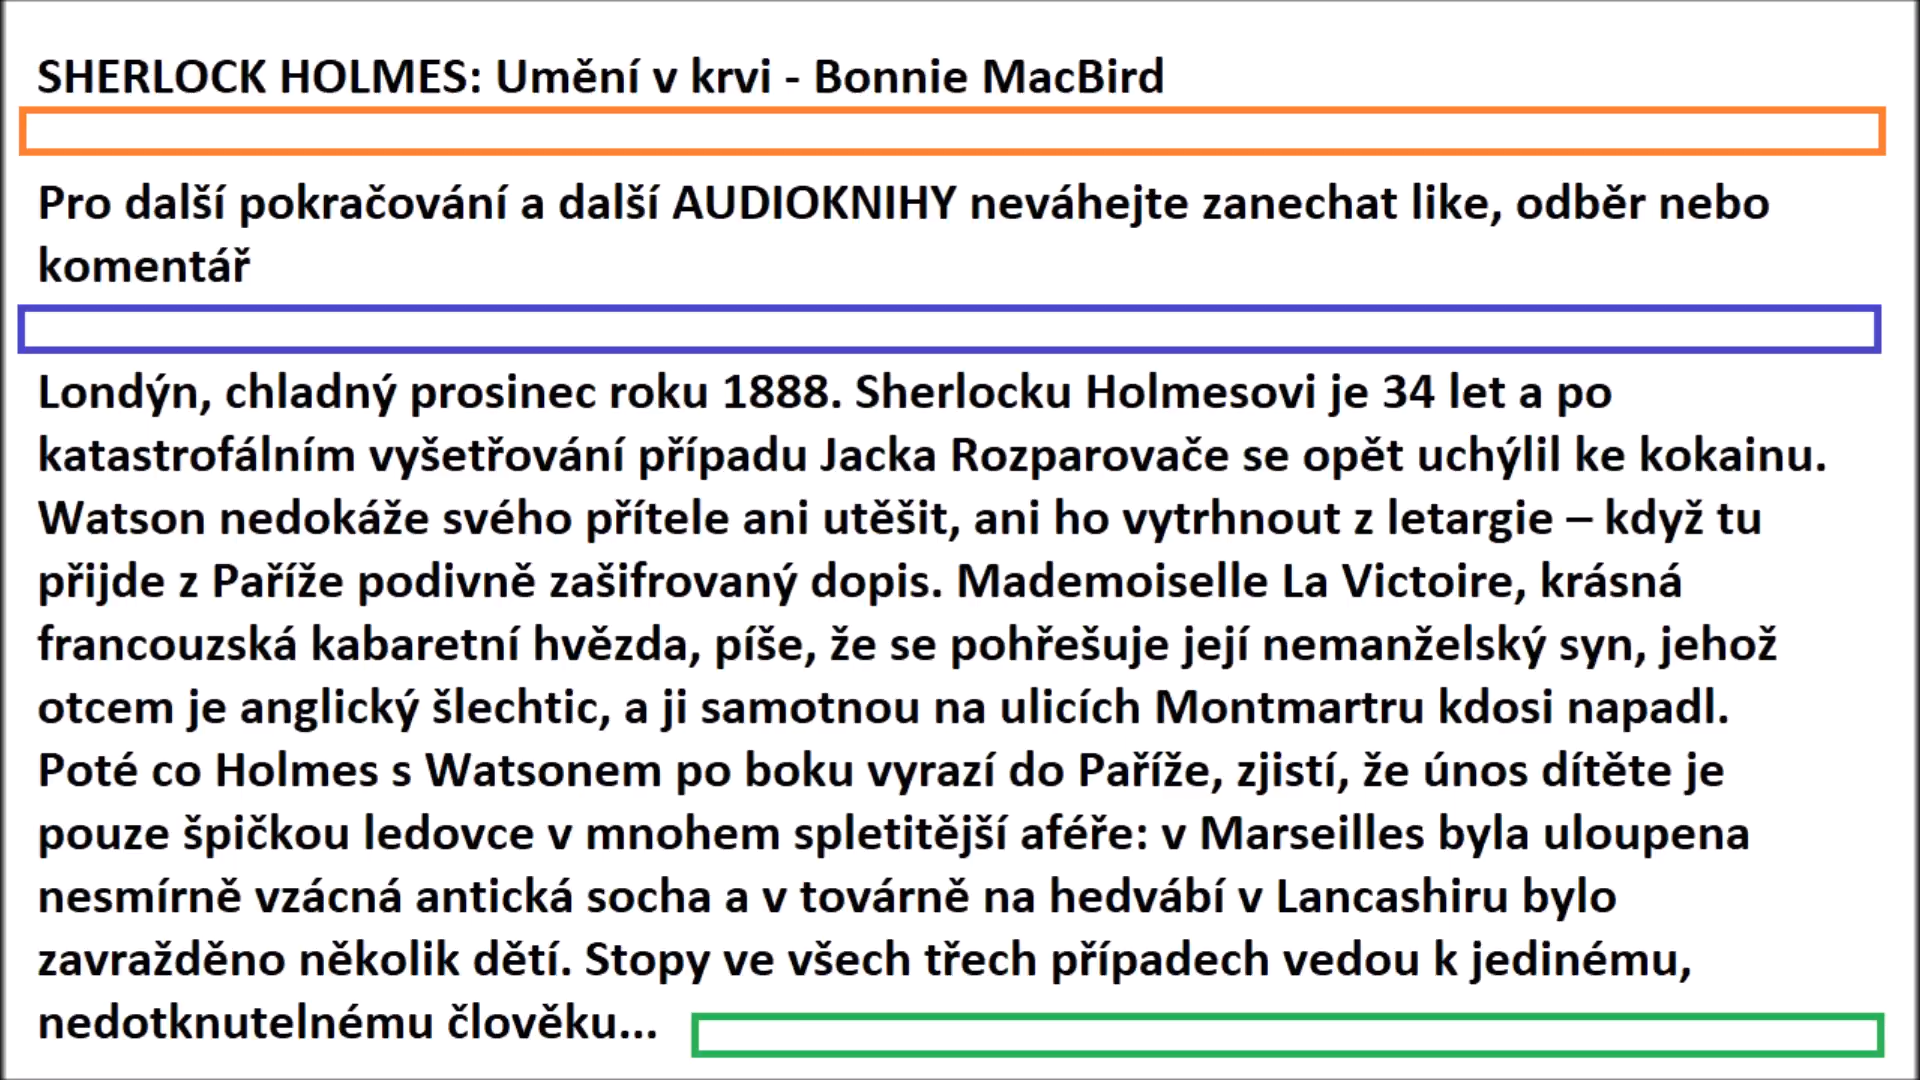 SHERLOCK HOLMES: Umění v krvi - Bonnie MacBird
Pro další pokračování a další AUDIOKNIHY neváhejte zanechat like, odběr nebo
komentář
Londýn, chladný prosinec roku 1888. Sherlocku Holmesovi je 34 let a po
katastrofálním vyšetřování případu Jacka Rozparovače se opět uchýlil ke kokainu.
Watson nedokáže svého přítele ani utěšit, ani ho vytrhnout z letargie – když tu
přijde z Paříže podivně zašifrovaný dopis. Mademoiselle La Victoire, krásná
francouzská kabaretní hvězda, píše, že se pohřešuje její nemanželský syn, jehož
otcem je anglický šlechtic, a ji samotnou na ulicích Montmartru kdosi napadl.
Poté co Holmes s Watsonem po boku vyrazí do Paříže, zjistí, že únos dítěte je
pouze špičkou ledovce v mnohem spletitější aféře: v Marseilles byla uloupena
nesmírně vzácná antická socha a v továrně na hedvábí v Lancashiru bylo
zavražděno několik dětí. Stopy ve všech třech případech vedou k jedinému,
nedotknutelnému člověku...